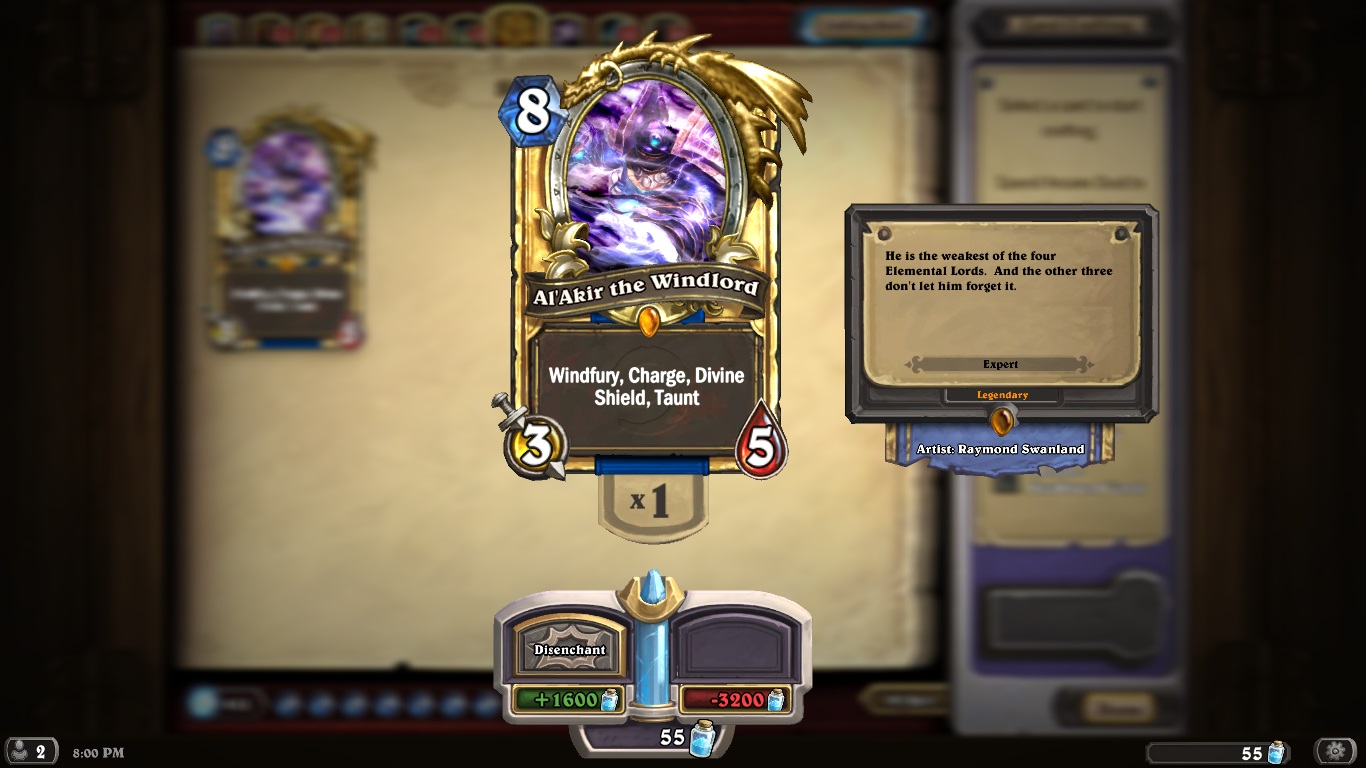 8
Al'Akir the Windlord
Windfury, Charge, Divine
Shield, Taunt
3
5
x 1
He is the weakest of the four
Elemental Lords. And the other three
don't let him forget it.
Expert
Legendary
Artist: Raymond Swanland
Disenchant
+1600
-3200
55
2
8:00 PM
55